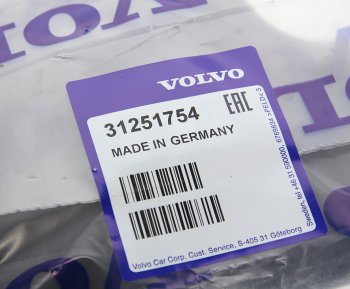 VOLVO
31251754
EAC
MADE IN GERMANY
Volvo Car Corp. Cust. Service, S-405 31 Göteborg